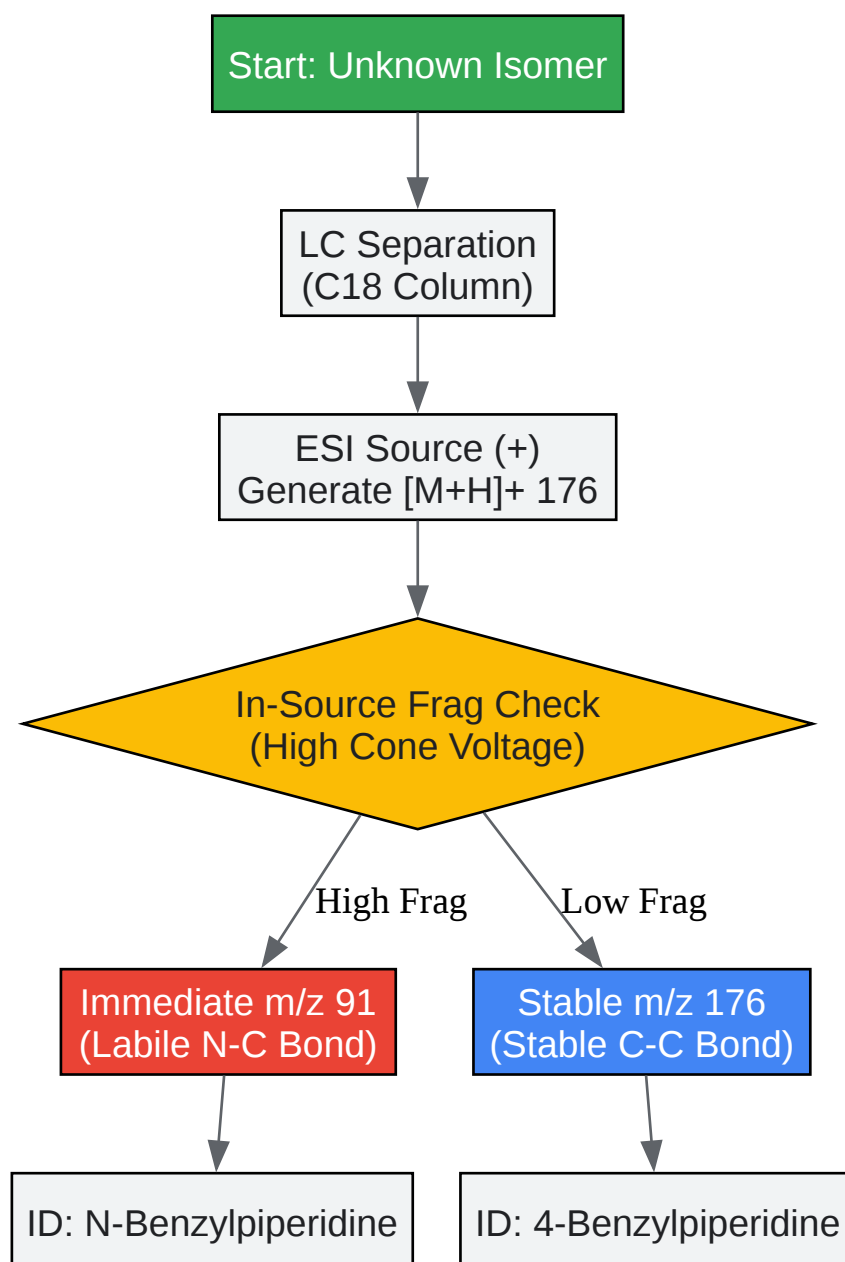 Start: Unknown Isomer
LC Separation
(C18 Column)
ESI Source (+)
Generate [M+H]+ 176
In-Source Frag Check
(High Cone Voltage)
High Frag
Low Frag
Immediate m/z 91
(Labile N-C Bond)
Stable m/z 176
(Stable C-C Bond)
ID: N-Benzylpiperidine
ID: 4-Benzylpiperidine